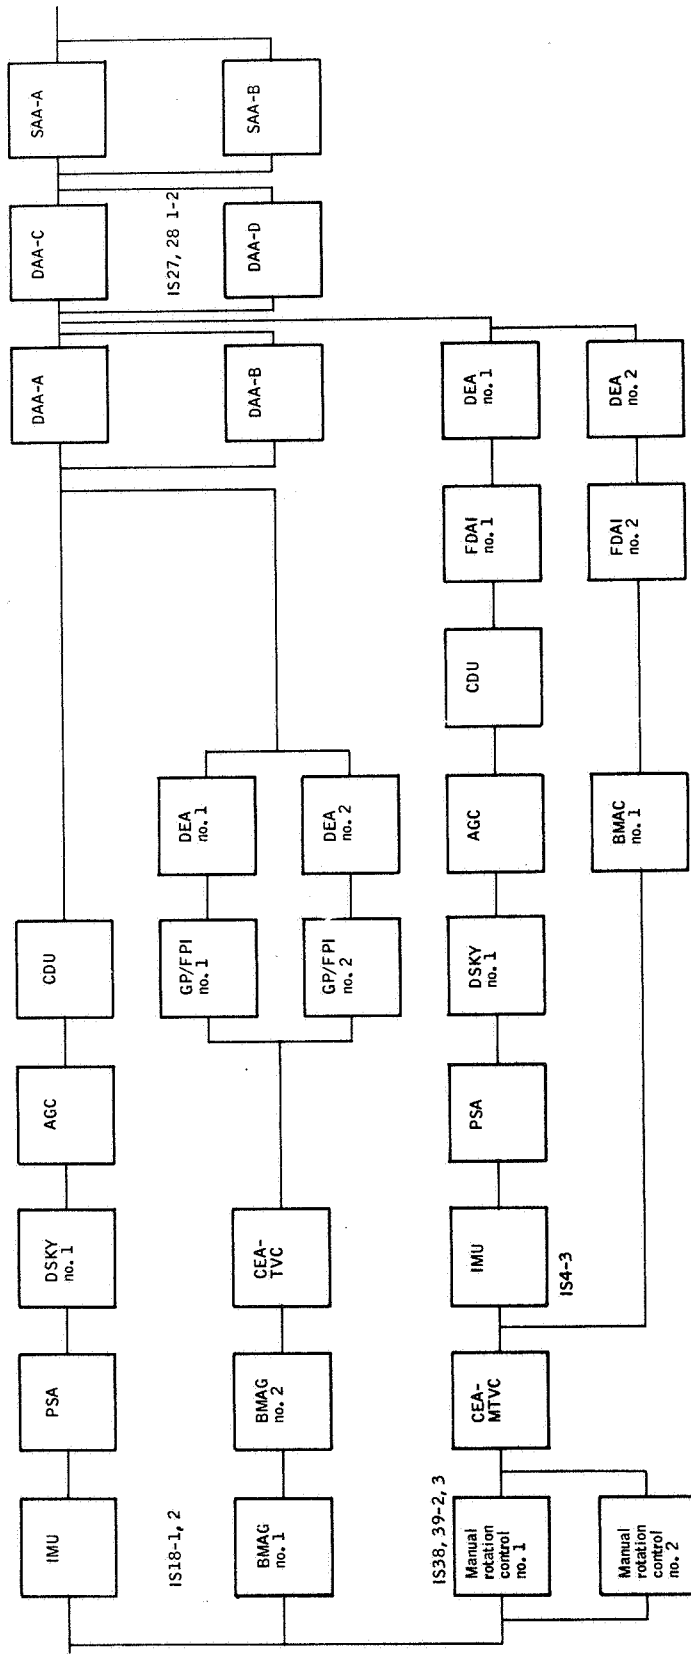 IMU
PSA
DSKY
no. 1
AGC
CDU
DAA-A
DAA-C
SAA-A
IS18-1, 2
IS27, 28 1-2
DAA-B
DAA-D
SAA-B
BMAG
no. 1
BMAG
no. 2
CEA-
TVC
GP/FPI
no. 1
DEA
no. 1
GP/FPI
no. 2
DEA
no. 2
IS38, 39-2, 3
Manual
rotation
control
no. 1
CEA-
MTVC
IMU
PSA
DSKY
no. 1
AGC
CDU
FDAI
no. 1
DEA
no. 1
IS4-3
Manual
rotation
control
no. 2
BMAC
no. 1
FDAI
no. 2
DEA
no. 2